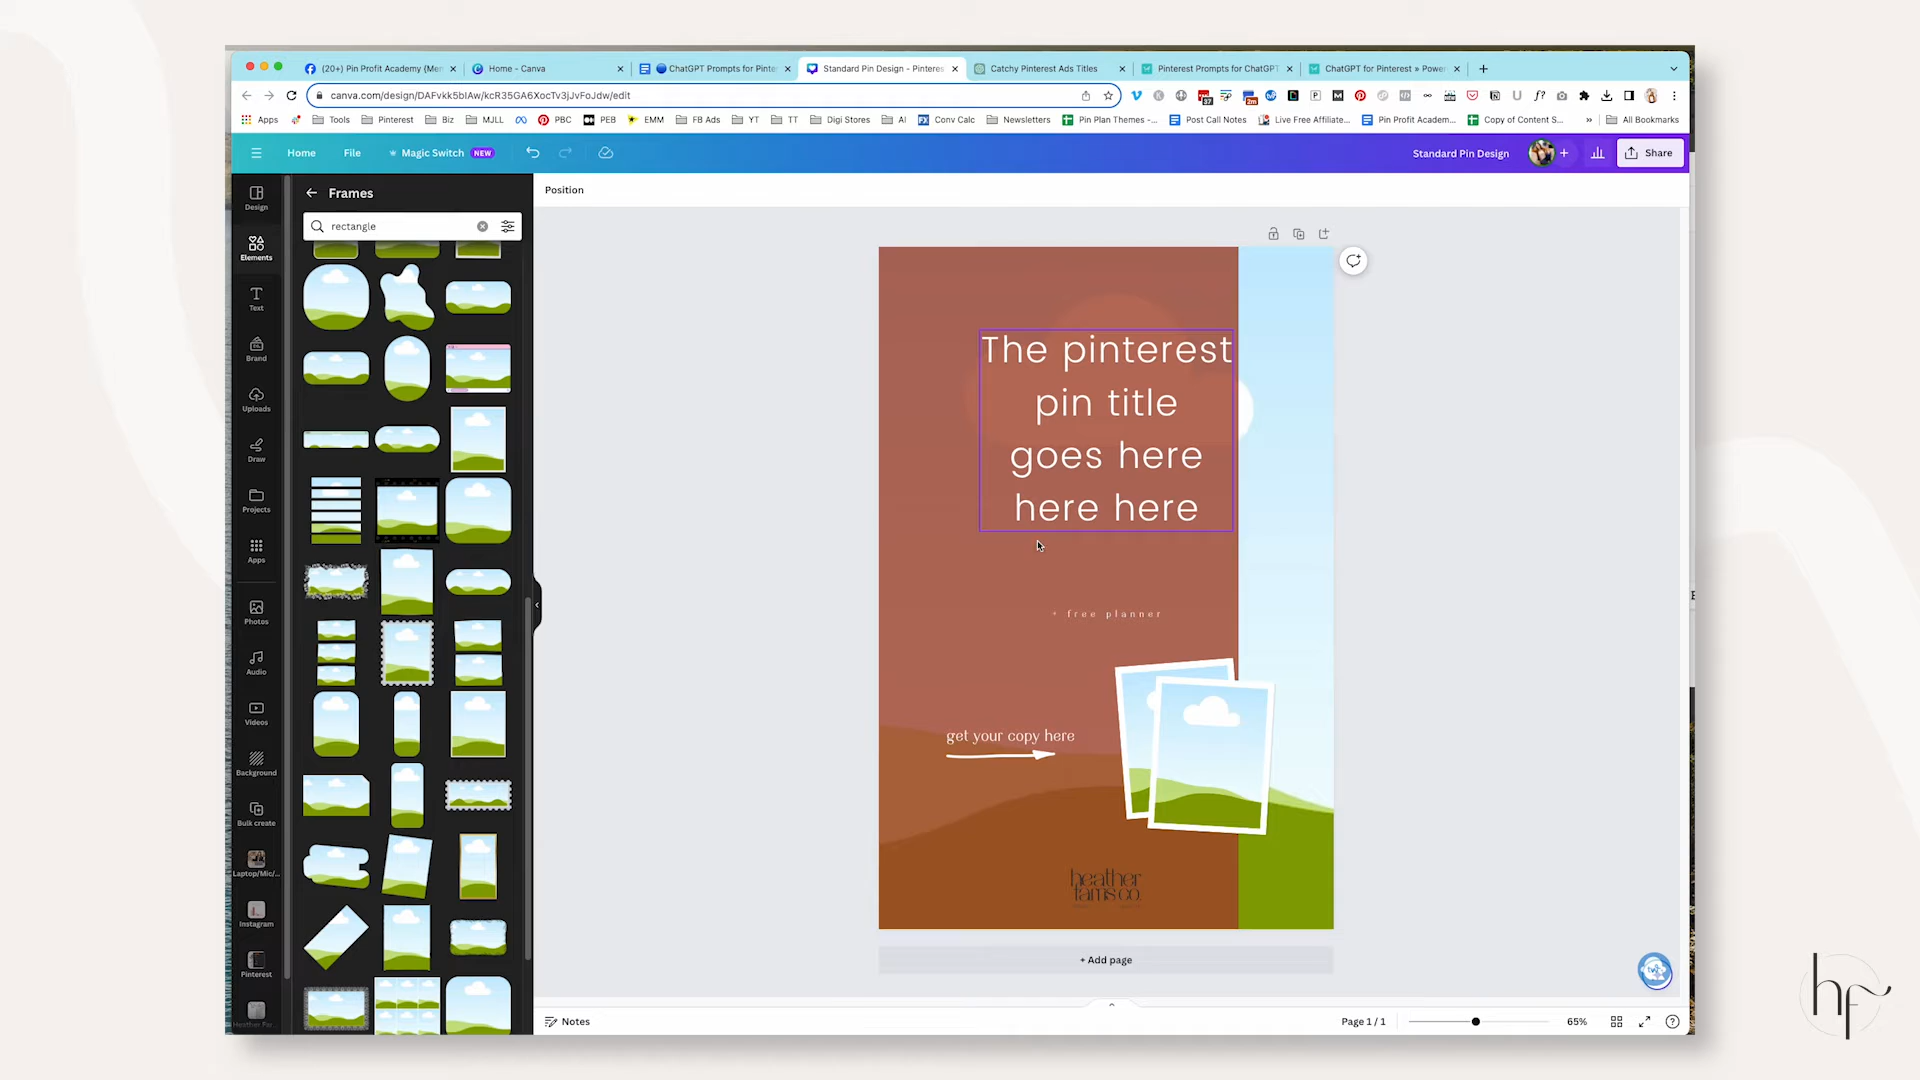 (20+) Pin Profit Academy {Men
Home - Canva
ChatGPT Prompts for Pinte
Standard Pin Design - Pinteres
Catchy Pinterest Ads Titles
Pinterest Prompts for ChatGPT
ChatGPT for Pinterest » Power
canva.com/design/DAFvkk5bIAw/kcR35GA6XocTv3jJvFoJdw/edit
Apps
Tools
Pinterest
Biz
MJLL
PBC
PEB
EMM
FB Ads
YT
TT
Digi Stores
AI
Conv Calc
Newsletters
Pin Plan Themes -...
Post Call Notes
Live Free Affiliate...
Pin Profit Academ...
Copy of Content S...
All Bookmarks
Home
File
Magic Switch
NEW
Standard Pin Design
Share
Design
Elements
Text
Brand
Uploads
Draw
Projects
Apps
Photos
Audio
Videos
Background
Bulk create
Laptop/Mic/...
Instagram
Pinterest
Heather Far...
Frames
rectangle
Position
The pinterest
pin title
goes here
here here
+ free planner
get your copy here
heather
farris co.
+ Add page
Notes
Page 1 / 1
65%
hf